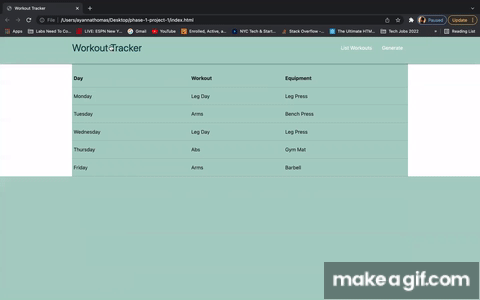 Workout Tracker
File | /Users/ayannathomas/Desktop/phase-1-project-1/index.html
Paused
Update
Apps
Labs Need To Co...
LIVE: ESPN New Y...
Gmail
YouTube
Enrolled, Active, a...
NYC Tech & Start...
Stack Overflow -...
The Ultimate HTM...
Tech Jobs 2022
Reading List
Workout Tracker
List Workouts
Generate
Day Workout Equipment
Monday Leg Day Leg Press
Tuesday Arms Bench Press
Wednesday Leg Day Leg Press
Thursday Abs Gym Mat
Friday Arms Barbell
makeagif.com